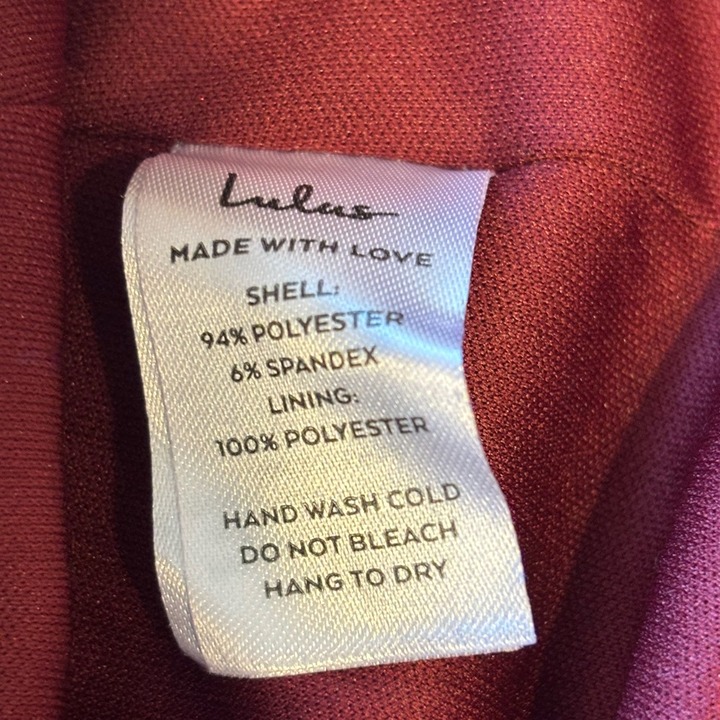 Lulus
MADE WITH LOVE
SHELL:
94% POLYESTER
6% SPANDEX
LINING:
100% POLYESTER
HAND WASH COLD
DO NOT BLEACH
HANG TO DRY